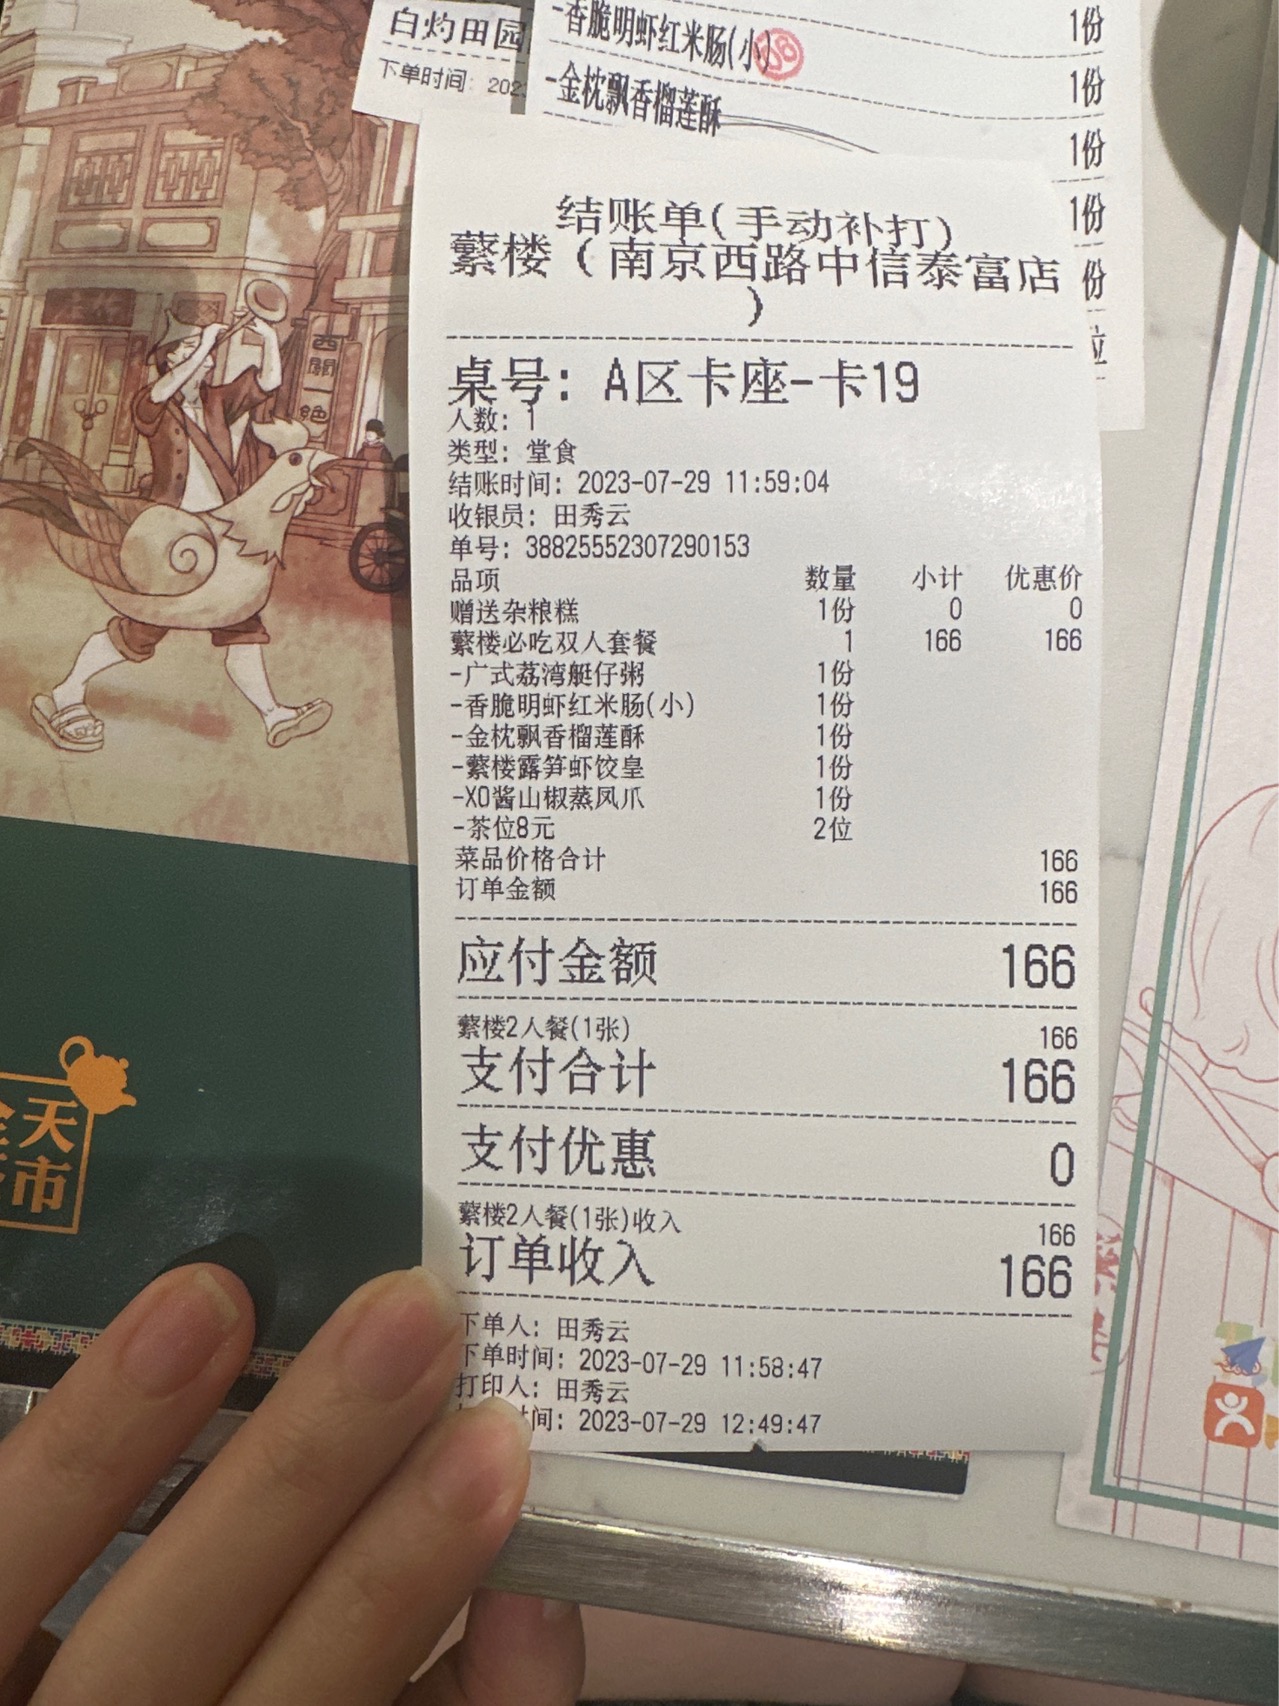 白灼田园
下单时间: 202
-香脆明虾红米肠(小) 1份
-金枕飘香榴莲酥 1份
1份
1份
份
位
结账单(手动补打)
蘩楼(南京西路中信泰富店
)
桌号: A区卡座-卡19
人数: 1
类型: 堂食
结账时间: 2023-07-29 11:59:04
收银员: 田秀云
单号: 38825552307290153
品项 数量 小计 优惠价
赠送杂粮糕 1份 0 0
蘩楼必吃双人套餐 1 166 166
-广式荔湾艇仔粥 1份
-香脆明虾红米肠(小) 1份
-金枕飘香榴莲酥 1份
-蘩楼露笋虾饺皇 1份
-XO酱山椒蒸凤爪 1份
-茶位8元 2位
菜品价格合计 166
订单金额 166
应付金额 166
蘩楼2人餐(1张) 166
支付合计 166
支付优惠 0
蘩楼2人餐(1张)收入 166
订单收入 166
下单人: 田秀云
下单时间: 2023-07-29 11:58:47
打印人: 田秀云
时间: 2023-07-29 12:49:47
西關一绝
天
市